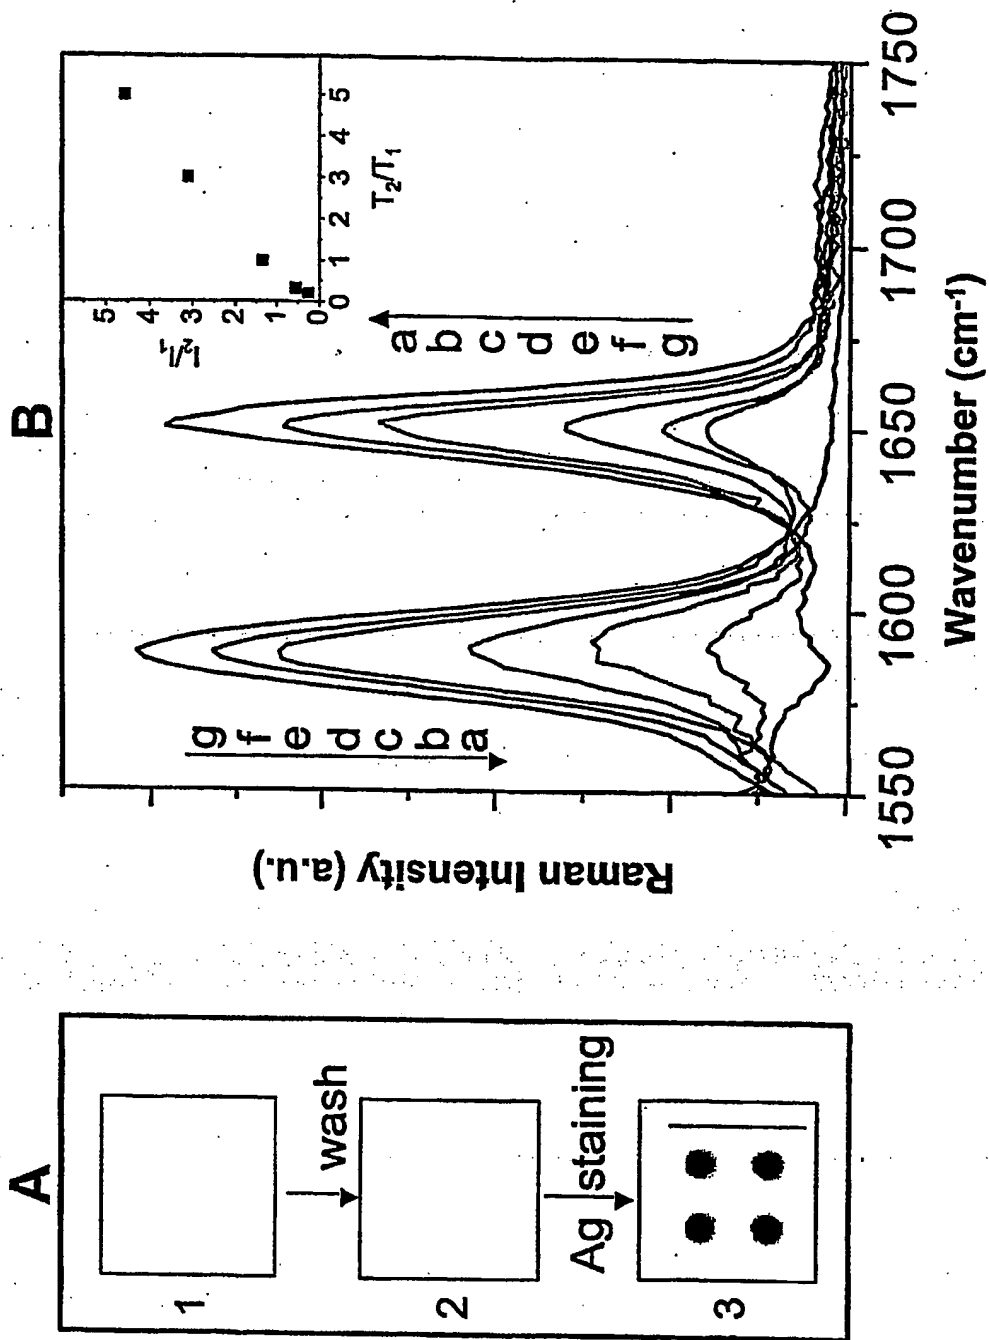 A
1
wash
2
Ag staining
3
B
Raman Intensity (a.u.)
g f e d c b a
a b c d e f g
I₂/I₁
5
4
3
2
1
0
0 1 2 3 4 5
T₂/T₁
1550 1600 1650 1700 1750
Wavenumber (cm⁻¹)